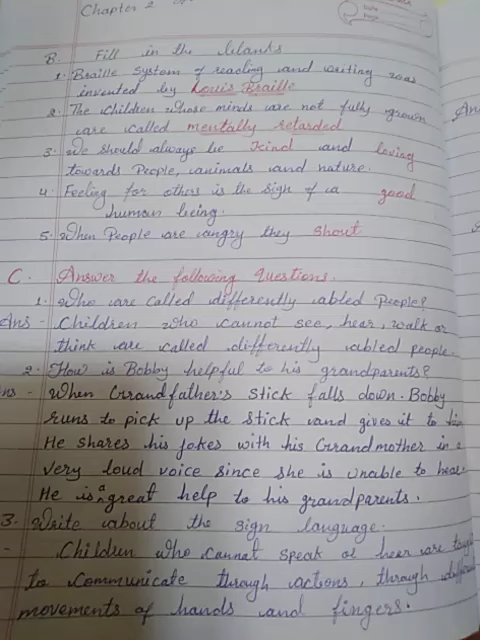 Chapter 2
Date
Page
B. Fill in the blanks
1. Braille system of reading and writing was
invented by Louis Braille
2. The Children whose minds are not fully grown
are called mentally retarded
3. We should always be Kind and loving
towards People, animals and nature.
4. Feeling for others is the sign of a good
human being.
5. When People are angry they shout
C. Answer the following Questions.
1. Who are Called differently abled People?
Ans - Children who cannot see, hear, walk or
think are called differently abled people.
2. How is Bobby helpful to his grandparents?
ns - When Grandfather's stick falls down. Bobby
runs to pick up the stick and gives it to him
He shares his jokes with his Grandmother in a
very loud voice since she is unable to hear.
He is a great help to his grandparents.
3. Write about the sign language.
- Children who cannot speak or hear are
to communicate through actions, through
movements of hands and fingers.